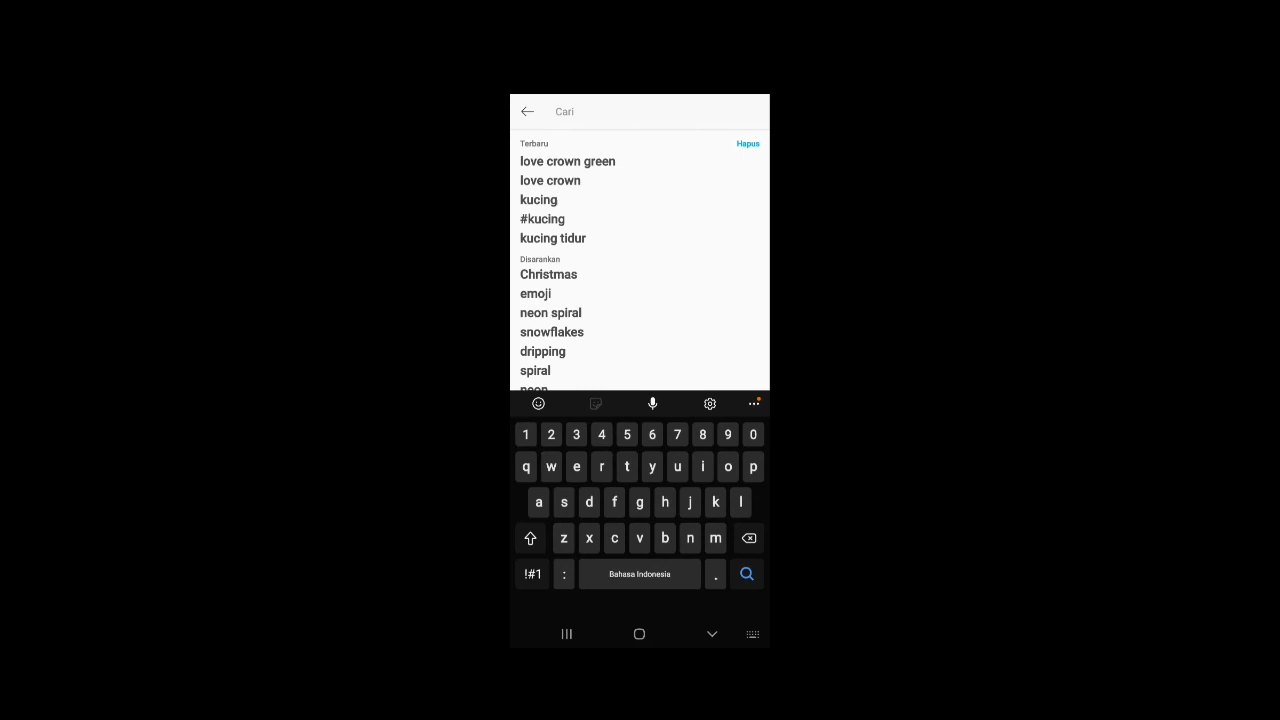 Cari
Terbaru Hapus
love crown green
love crown
kucing
#kucing
kucing tidur
Disarankan
Christmas
emoji
neon spiral
snowflakes
dripping
spiral
neon
1 2 3 4 5 6 7 8 9 0
q w e r t y u i o p
a s d f g h j k l
z x c v b n m
!#1 : Bahasa Indonesia .